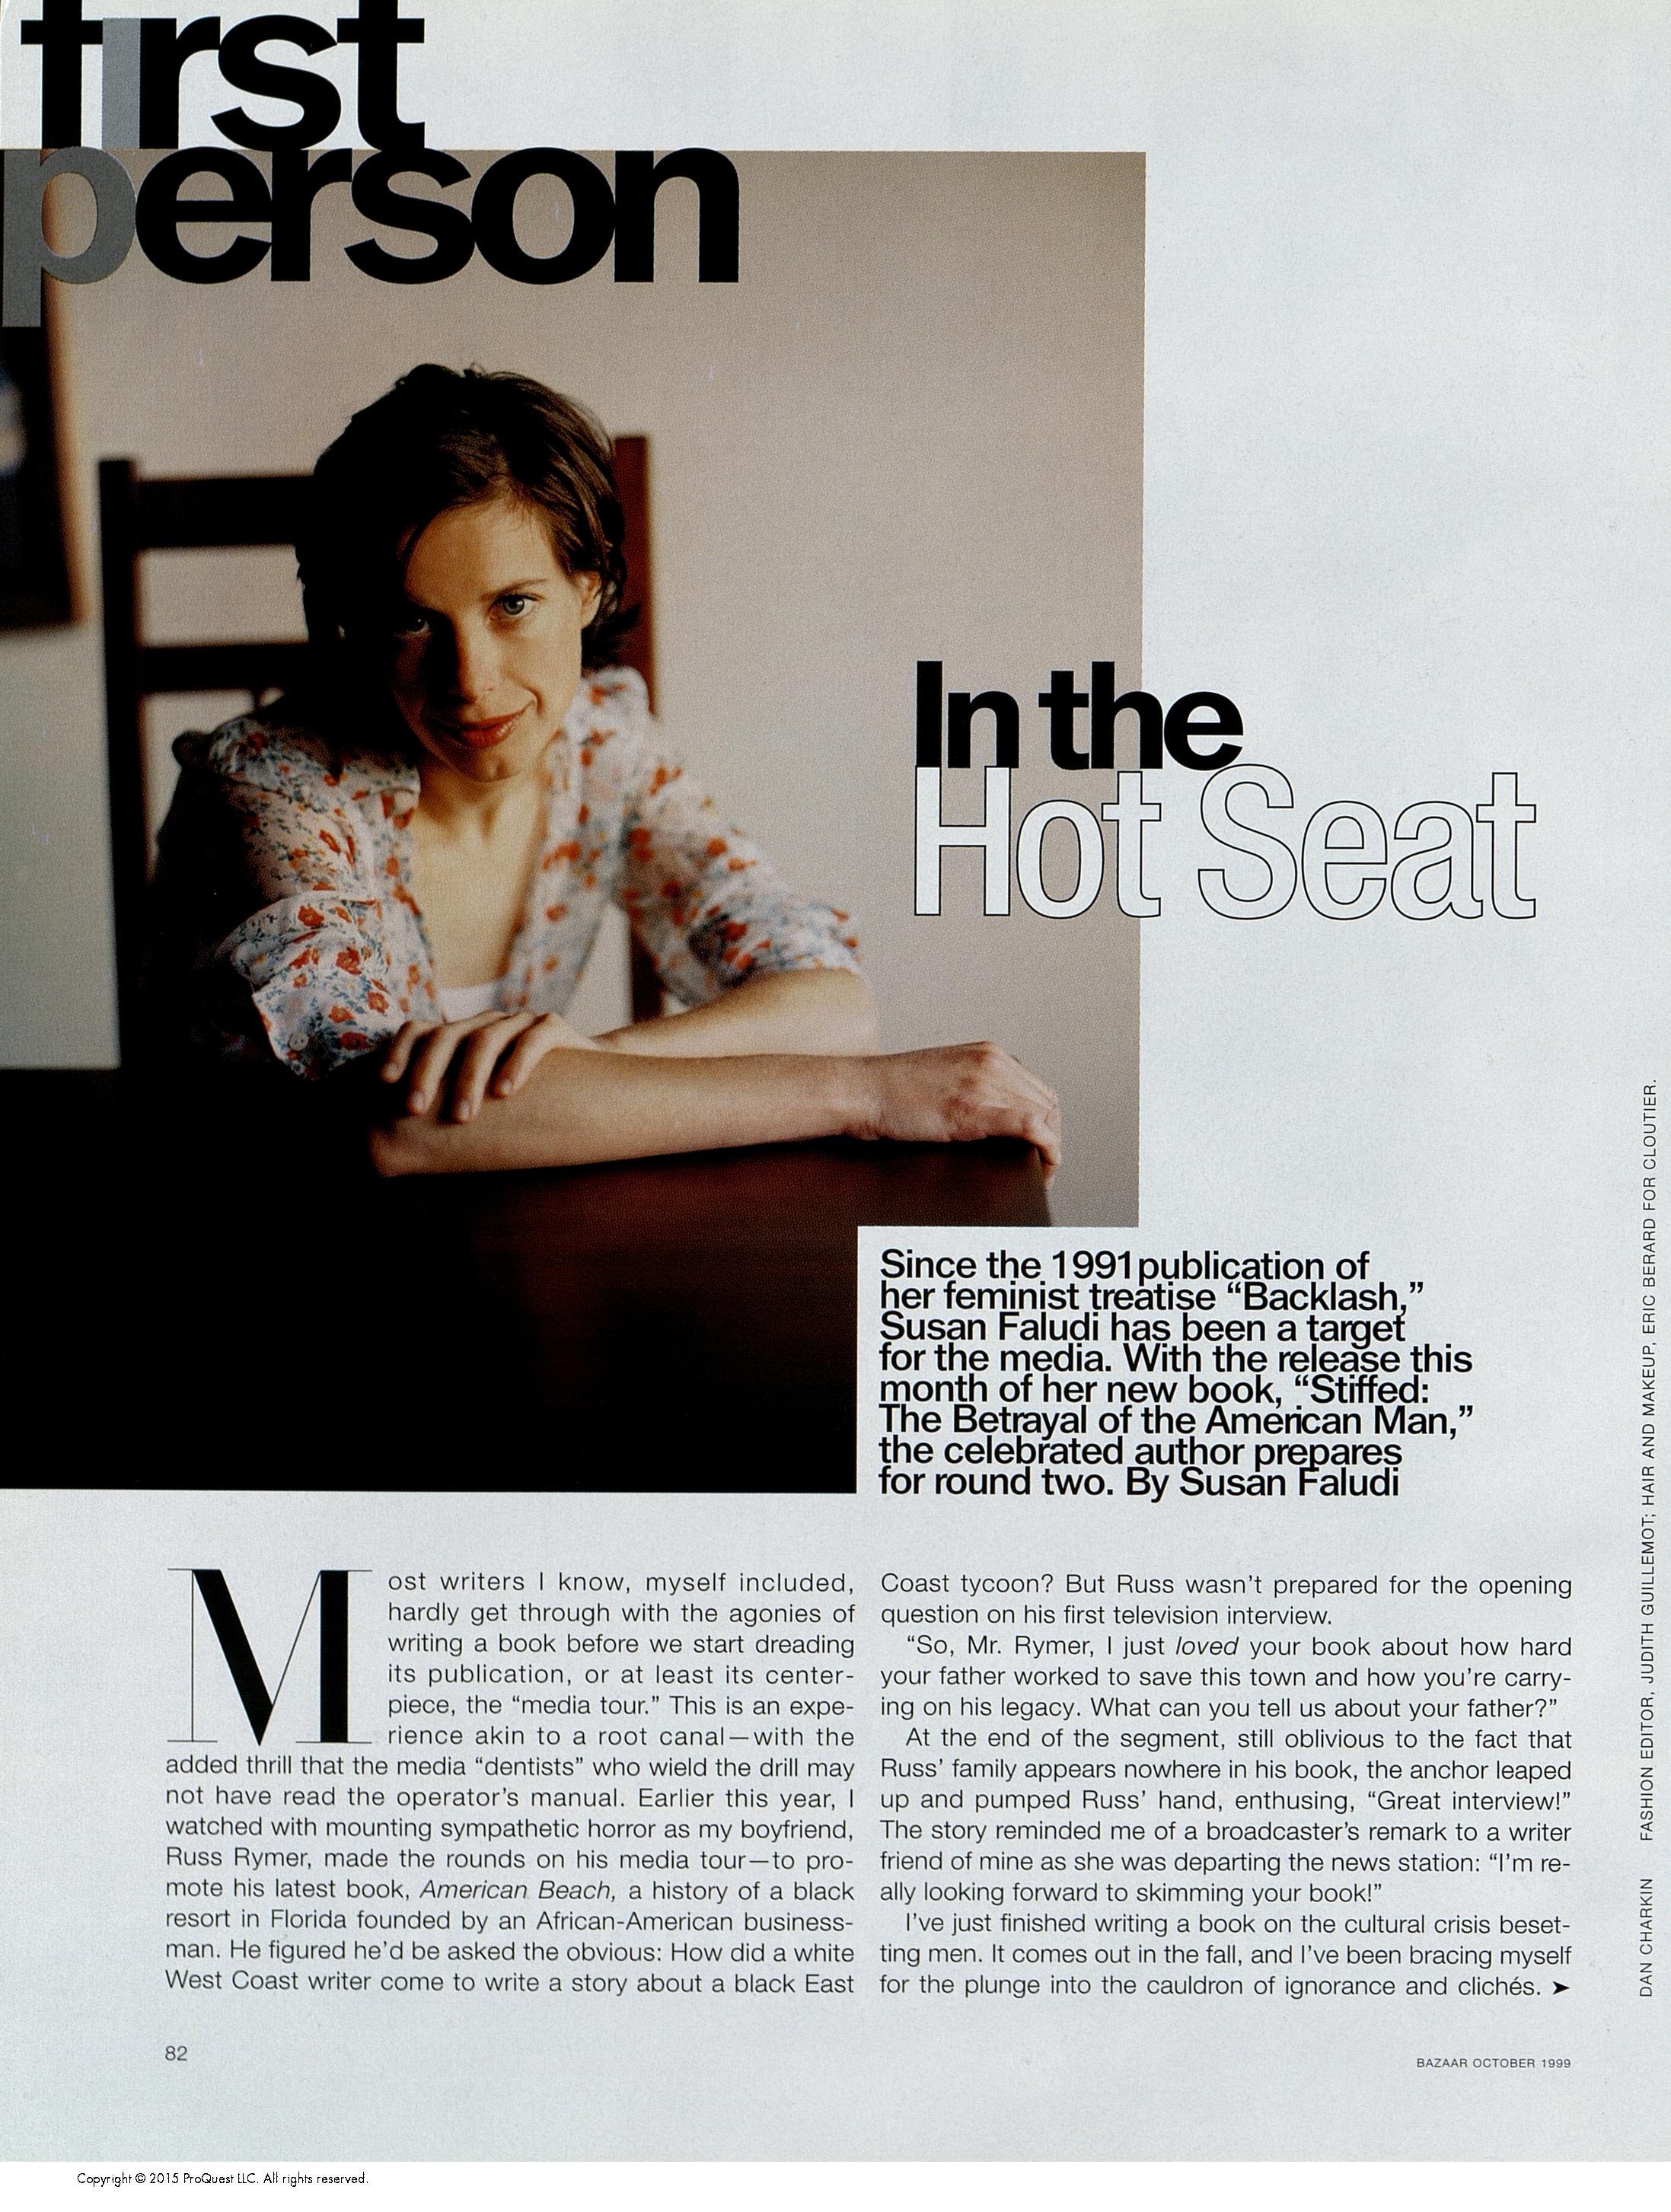 first
person
In the
Hot Seat
Since the 1991 publication of
her feminist treatise “Backlash,”
Susan Faludi has been a target
for the media. With the release this
month of her new book, “Stiffed:
The Betrayal of the American Man,”
the celebrated author prepares
for round two. By Susan Faludi
Most writers I know, myself included,
hardly get through with the agonies of
writing a book before we start dreading
its publication, or at least its center-
piece, the “media tour.” This is an expe-
rience akin to a root canal—with the
added thrill that the media “dentists” who wield the drill may
not have read the operator’s manual. Earlier this year, I
watched with mounting sympathetic horror as my boyfriend,
Russ Rymer, made the rounds on his media tour—to pro-
mote his latest book, American Beach, a history of a black
resort in Florida founded by an African-American business-
man. He figured he’d be asked the obvious: How did a white
West Coast writer come to write a story about a black East
Coast tycoon? But Russ wasn’t prepared for the opening
question on his first television interview.
“So, Mr. Rymer, I just loved your book about how hard
your father worked to save this town and how you’re carry-
ing on his legacy. What can you tell us about your father?”
At the end of the segment, still oblivious to the fact that
Russ’ family appears nowhere in his book, the anchor leaped
up and pumped Russ’ hand, enthusing, “Great interview!”
The story reminded me of a broadcaster’s remark to a writer
friend of mine as she was departing the news station: “I’m re-
ally looking forward to skimming your book!”
I’ve just finished writing a book on the cultural crisis beset-
ting men. It comes out in the fall, and I’ve been bracing myself
for the plunge into the cauldron of ignorance and clichés. ➤
DAN CHARKIN FASHION EDITOR, JUDITH GUILLEMOT; HAIR AND MAKEUP, ERIC BERARD FOR CLOUTIER.
82
BAZAAR OCTOBER 1999
Copyright © 2015 ProQuest LLC. All rights reserved.